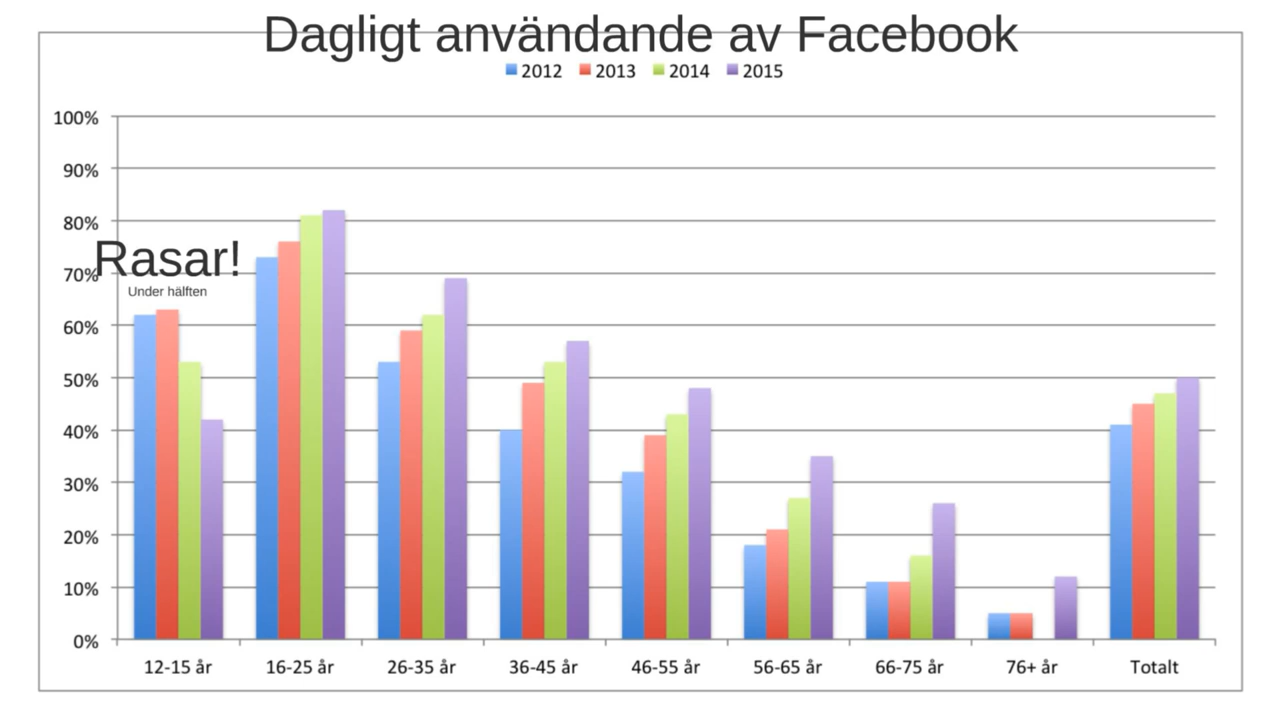 Dagligt användande av Facebook
2012 2013 2014 2015
100%
90%
80%
Rasar!
70%
Under hälften
60%
50%
40%
30%
20%
10%
0%
12-15 år 16-25 år 26-35 år 36-45 år 46-55 år 56-65 år 66-75 år 76+ år Totalt